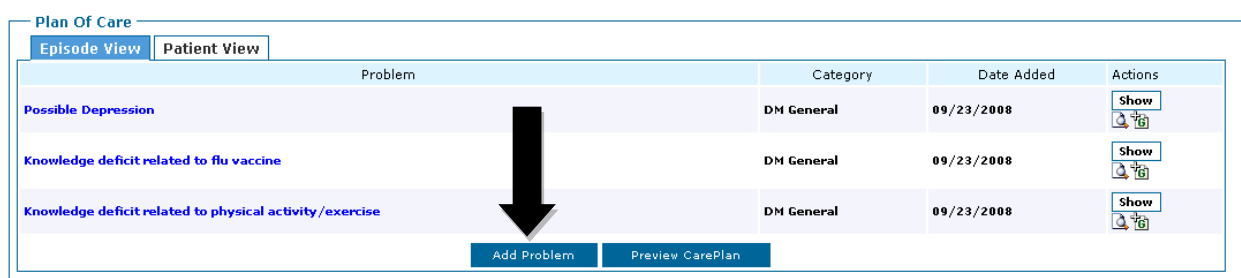 Plan Of Care
Episode View Patient View
Problem Category Date Added Actions
Possible Depression DM General 09/23/2008 Show
G
Knowledge deficit related to flu vaccine DM General 09/23/2008 Show
G
Knowledge deficit related to physical activity/exercise DM General 09/23/2008 Show
G
Add Problem Preview CarePlan